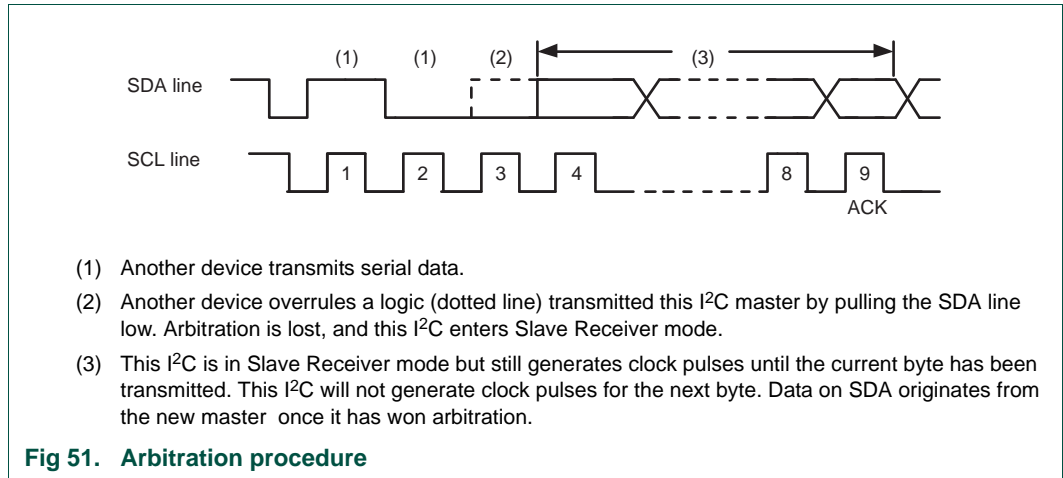 (1) (1) (2) (3)
SDA line
SCL line
1 2 3 4 8 9
ACK
(1) Another device transmits serial data.
(2) Another device overrules a logic (dotted line) transmitted this I2C master by pulling the SDA line
low. Arbitration is lost, and this I2C enters Slave Receiver mode.
(3) This I2C is in Slave Receiver mode but still generates clock pulses until the current byte has been
transmitted. This I2C will not generate clock pulses for the next byte. Data on SDA originates from
the new master once it has won arbitration.
Fig 51. Arbitration procedure